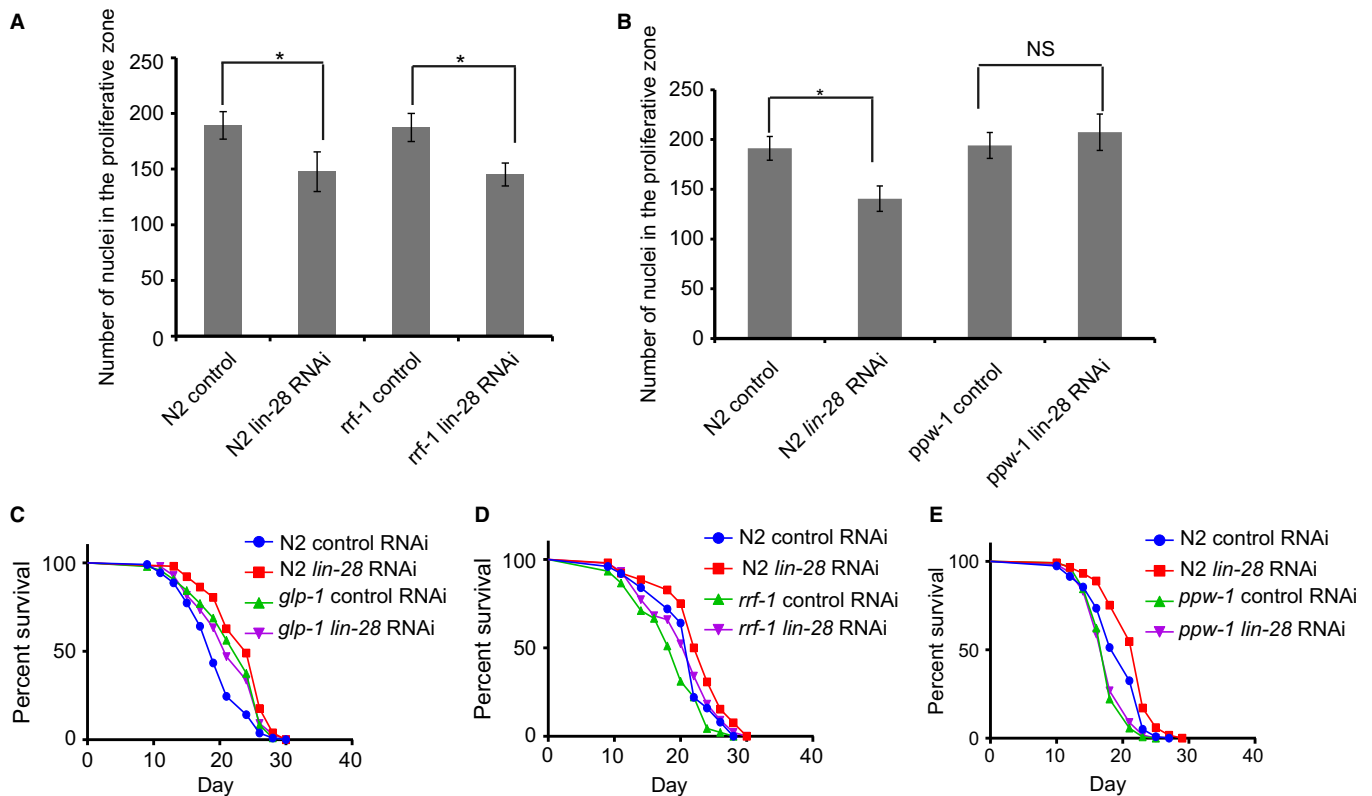 A
Number of nuclei in the proliferative zone
250
200
150
100
50
0
*
*
N2 control
N2 lin-28 RNAi
rrf-1 control
rrf-1 lin-28 RNAi
B
Number of nuclei in the proliferative zone
250
200
150
100
50
0
*
NS
N2 control
N2 lin-28 RNAi
ppw-1 control
ppw-1 lin-28 RNAi
C
N2 control RNAi
N2 lin-28 RNAi
glp-1 control RNAi
glp-1 lin-28 RNAi
Percent survival
100
50
0
0 10 20 30 40
Day
D
N2 control RNAi
N2 lin-28 RNAi
rrf-1 control RNAi
rrf-1 lin-28 RNAi
Percent survival
100
50
0
0 10 20 30 40
Day
E
N2 control RNAi
N2 lin-28 RNAi
ppw-1 control RNAi
ppw-1 lin-28 RNAi
Percent survival
100
50
0
0 10 20 30 40
Day